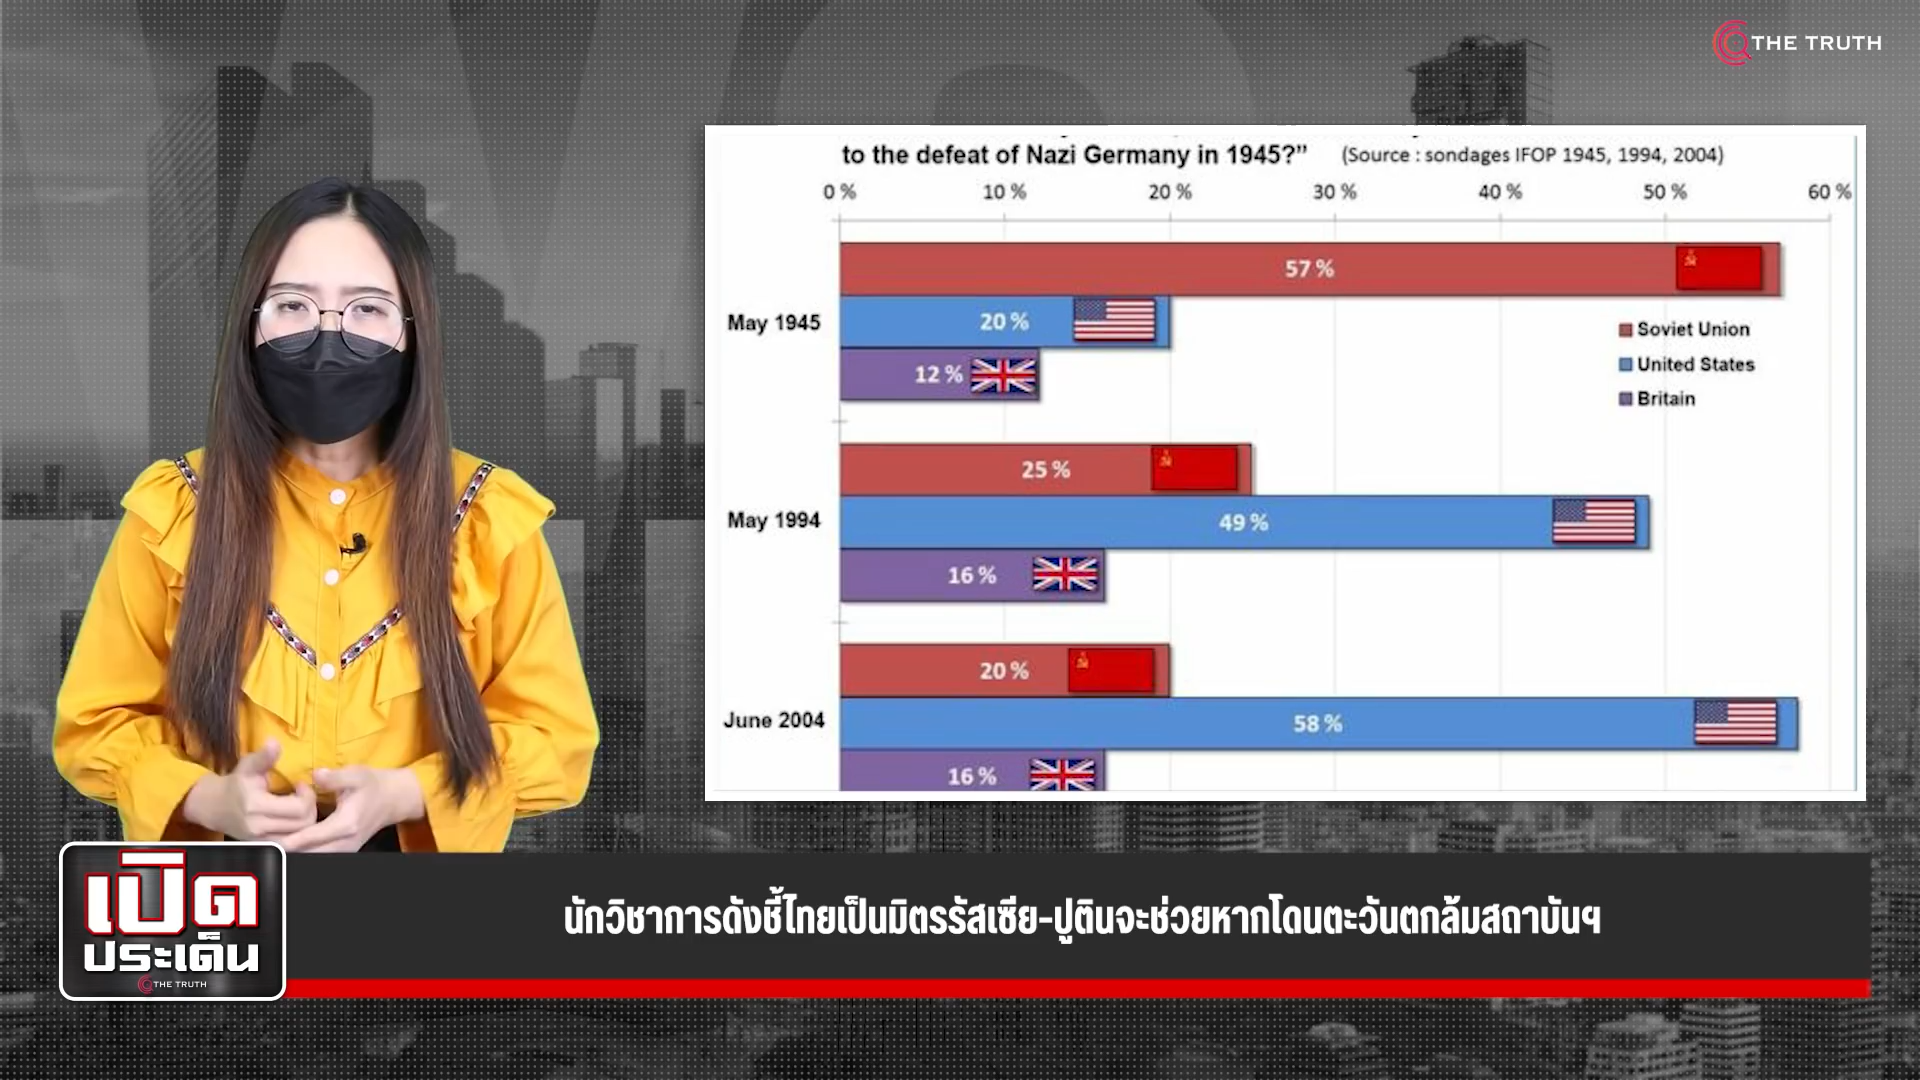 THE TRUTH
to the defeat of Nazi Germany in 1945?” (Source : sondages IFOP 1945, 1994, 2004)
0 % 10 % 20 % 30 % 40 % 50 % 60 %
57 %
May 1945 20 %
12 %
Soviet Union
United States
Britain
25 %
May 1994 49 %
16 %
20 %
June 2004 58 %
16 %
เปิด
ประเด็น
THE TRUTH
นักวิชาการดังชี้ไทยเป็นมิตรรัสเซีย-ปูตินจะช่วยหากโดนตะวันตกล้มสถาบันฯ